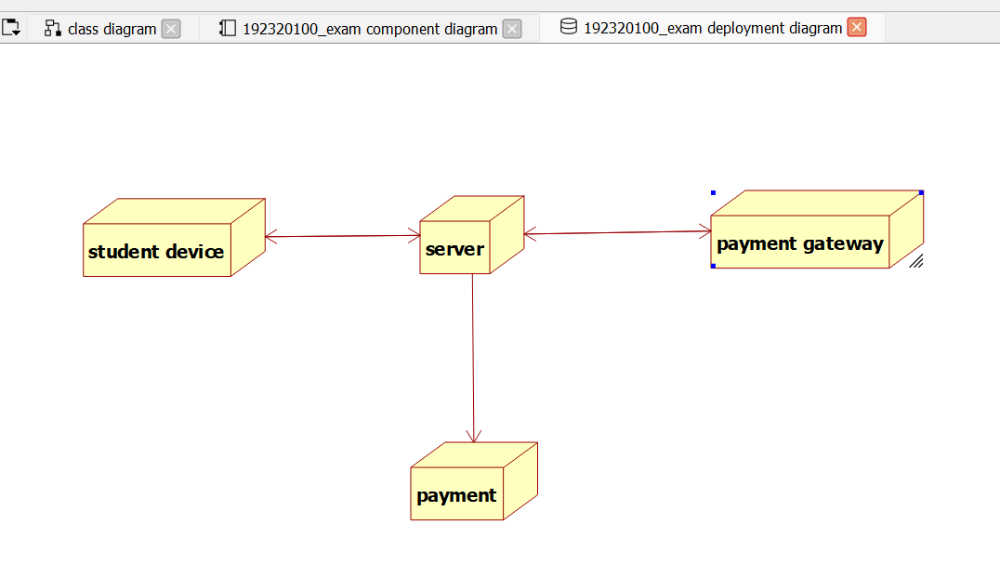 class diagram
192320100_exam component diagram
192320100_exam deployment diagram
student device
server
payment gateway
payment